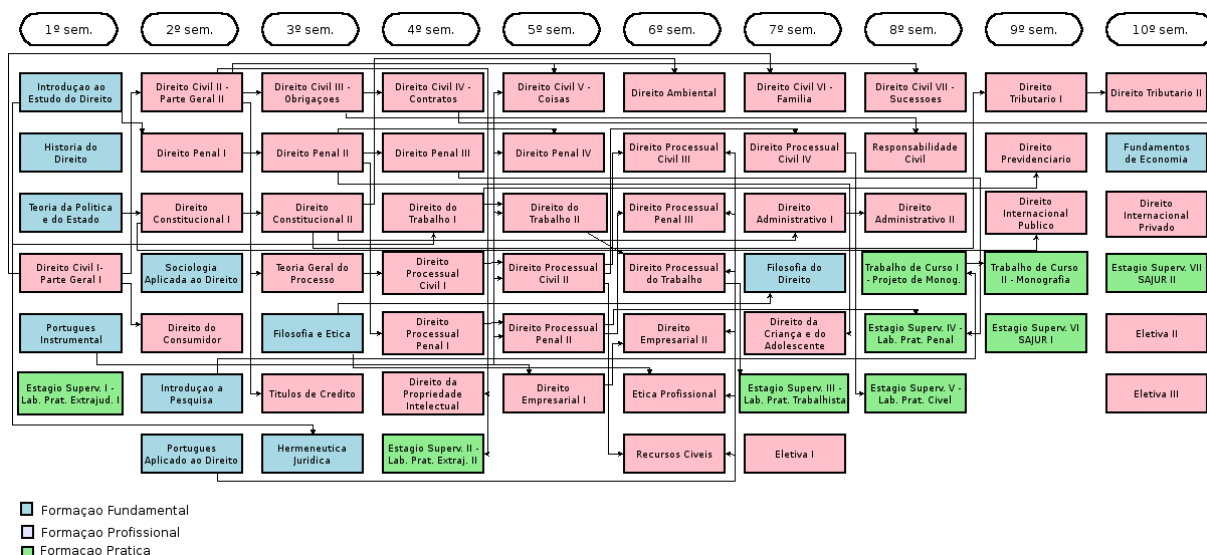 1º sem.
2º sem.
3º sem.
4º sem.
5º sem.
6º sem.
7º sem.
8º sem.
9º sem.
10º sem.
Introduçao ao
Estudo do Direito
Direito Civil II -
Parte Geral II
Direito Civil III -
Obrigaçoes
Direito Civil IV -
Contratos
Direito Civil V -
Coisas
Direito Ambiental
Direito Civil VI -
Familia
Direito Civil VII -
Sucessoes
Direito
Tributario I
Direito Tributario II
Historia do
Direito
Direito Penal I
Direito Penal II
Direito Penal III
Direito Penal IV
Direito Processual
Civil III
Direito Processual
Civil IV
Responsabilidade
Civil
Direito
Previdenciario
Fundamentos
de Economia
Teoria da Politica
e do Estado
Direito
Constitucional I
Direito
Constitucional II
Direito do
Trabalho I
Direito do
Trabalho II
Direito Processual
Penal III
Direito
Administrativo I
Direito
Administrativo II
Direito
Internacional
Publico
Direito
Internacional
Privado
Direito Civil I-
Parte Geral I
Sociologia
Aplicada ao Direito
Teoria Geral do
Processo
Direito
Processual
Civil I
Direito Processual
Civil II
Direito Processual
do Trabalho
Filosofia do
Direito
Trabalho de Curso I
- Projeto de Monog.
Trabalho de Curso
II - Monografia
Estagio Superv. VII
SAJUR II
Portugues
Instrumental
Direito do
Consumidor
Filosofia e Etica
Direito
Processual
Penal I
Direito Processual
Penal II
Direito
Empresarial II
Direito da
Criança e do
Adolescente
Estagio Superv. IV -
Lab. Prat. Penal
Estagio Superv. VI
SAJUR I
Eletiva II
Estagio Superv. I -
Lab. Prat. Extrajud. I
Introduçao a
Pesquisa
Titulos de Credito
Direito da
Propriedade
Intelectual
Direito
Empresarial I
Etica Profissional
Estagio Superv. III -
Lab. Prat. Trabalhista
Estagio Superv. V -
Lab. Prat. Civel
Eletiva III
Portugues
Aplicado ao Direito
Hermeneutica
Juridica
Estagio Superv. II -
Lab. Prat. Extraj. II
Recursos Civeis
Eletiva I
Formaçao Fundamental
Formaçao Profissional
Formaçao Pratica